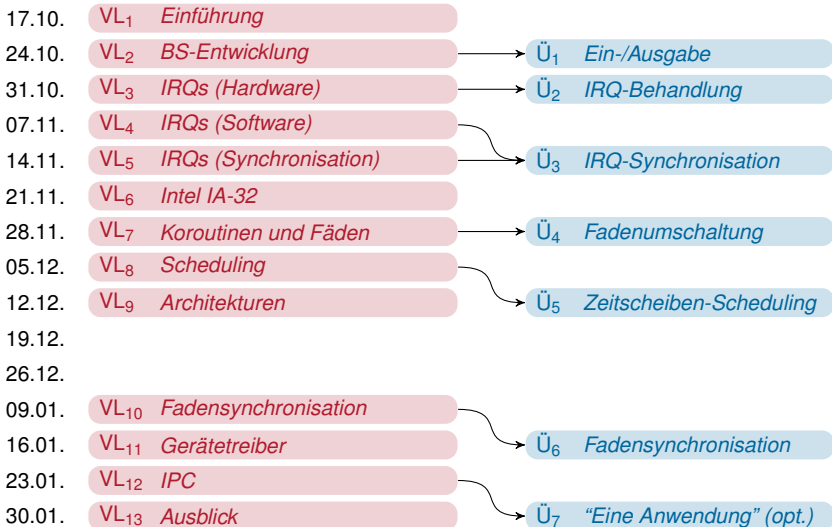 17.10. VL1 Einführung
24.10. VL2 BS-Entwicklung Ü1 Ein-/Ausgabe
31.10. VL3 IRQs (Hardware) Ü2 IRQ-Behandlung
07.11. VL4 IRQs (Software)
14.11. VL5 IRQs (Synchronisation) Ü3 IRQ-Synchronisation
21.11. VL6 Intel IA-32
28.11. VL7 Koroutinen und Fäden Ü4 Fadenumschaltung
05.12. VL8 Scheduling
12.12. VL9 Architekturen Ü5 Zeitscheiben-Scheduling
19.12.
26.12.
09.01. VL10 Fadensynchronisation
16.01. VL11 Gerätetreiber Ü6 Fadensynchronisation
23.01. VL12 IPC
30.01. VL13 Ausblick Ü7 “Eine Anwendung” (opt.)